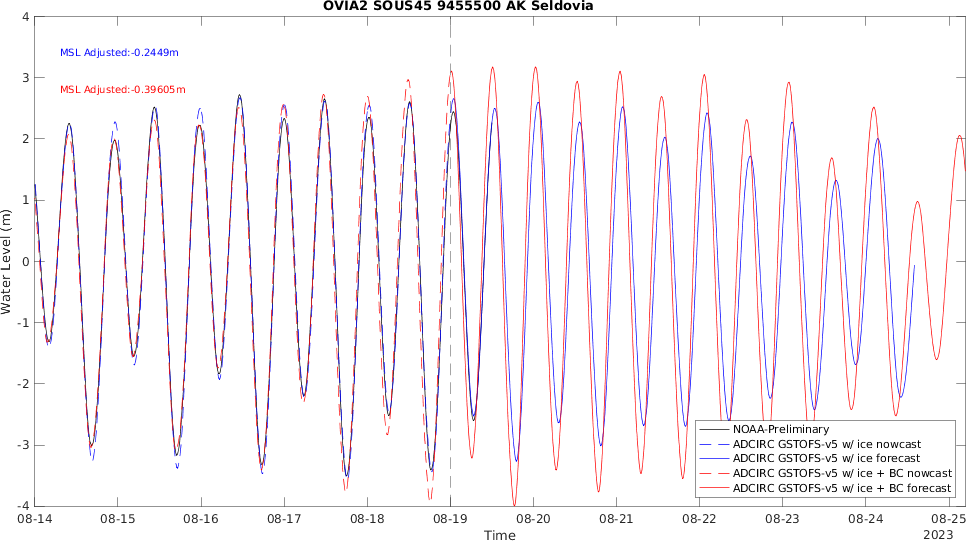 OVIA2 SOUS45 9455500 AK Seldovia
MSL Adjusted:-0.2449m
MSL Adjusted:-0.39605m
Water Level (m)
4
3
2
1
0
-1
-2
-3
-4
NOAA-Preliminary
ADCIRC GSTOFS-v5 w/ ice nowcast
ADCIRC GSTOFS-v5 w/ ice forecast
ADCIRC GSTOFS-v5 w/ ice + BC nowcast
ADCIRC GSTOFS-v5 w/ ice + BC forecast
08-14 08-15 08-16 08-17 08-18 08-19 08-20 08-21 08-22 08-23 08-24 08-25
Time
2023